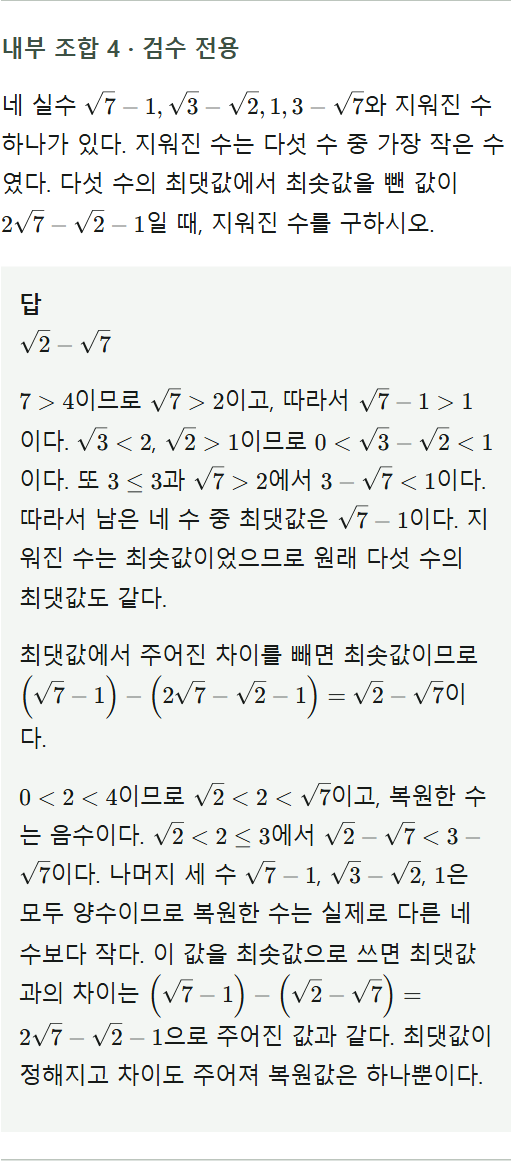 내부 조합 4 · 검수 전용
네 실수 √7 − 1, √3 − √2, 1, 3 − √7와 지워진 수
하나가 있다. 지워진 수는 다섯 수 중 가장 작은 수
였다. 다섯 수의 최댓값에서 최솟값을 뺀 값이
2√7 − √2 − 1일 때, 지워진 수를 구하시오.
답
√2 − √7
7 > 4이므로 √7 > 2이고, 따라서 √7 − 1 > 1
이다. √3 < 2, √2 > 1이므로 0 < √3 − √2 < 1
이다. 또 3 ≤ 3과 √7 > 2에서 3 − √7 < 1이다.
따라서 남은 네 수 중 최댓값은 √7 − 1이다. 지
워진 수는 최솟값이었으므로 원래 다섯 수의
최댓값도 같다.
최댓값에서 주어진 차이를 빼면 최솟값이므로
(√7 − 1) − (2√7 − √2 − 1) = √2 − √7이
다.
0 < 2 < 4이므로 √2 < 2 < √7이고, 복원한 수
는 음수이다. √2 < 2 ≤ 3에서 √2 − √7 < 3 −
√7이다. 나머지 세 수 √7 − 1, √3 − √2, 1은
모두 양수이므로 복원한 수는 실제로 다른 네
수보다 작다. 이 값을 최솟값으로 쓰면 최댓값
과의 차이는 (√7 − 1) − (√2 − √7) =
2√7 − √2 − 1으로 주어진 값과 같다. 최댓값이
정해지고 차이도 주어져 복원값은 하나뿐이다.